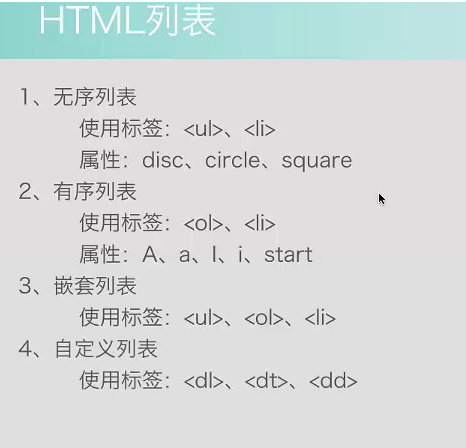 HTML列表
1、无序列表
使用标签：<ul>、<li>
属性：disc、circle、square
2、有序列表
使用标签：<ol>、<li>
属性：A、a、I、i、start
3、嵌套列表
使用标签：<ul>、<ol>、<li>
4、自定义列表
使用标签：<dl>、<dt>、<dd>